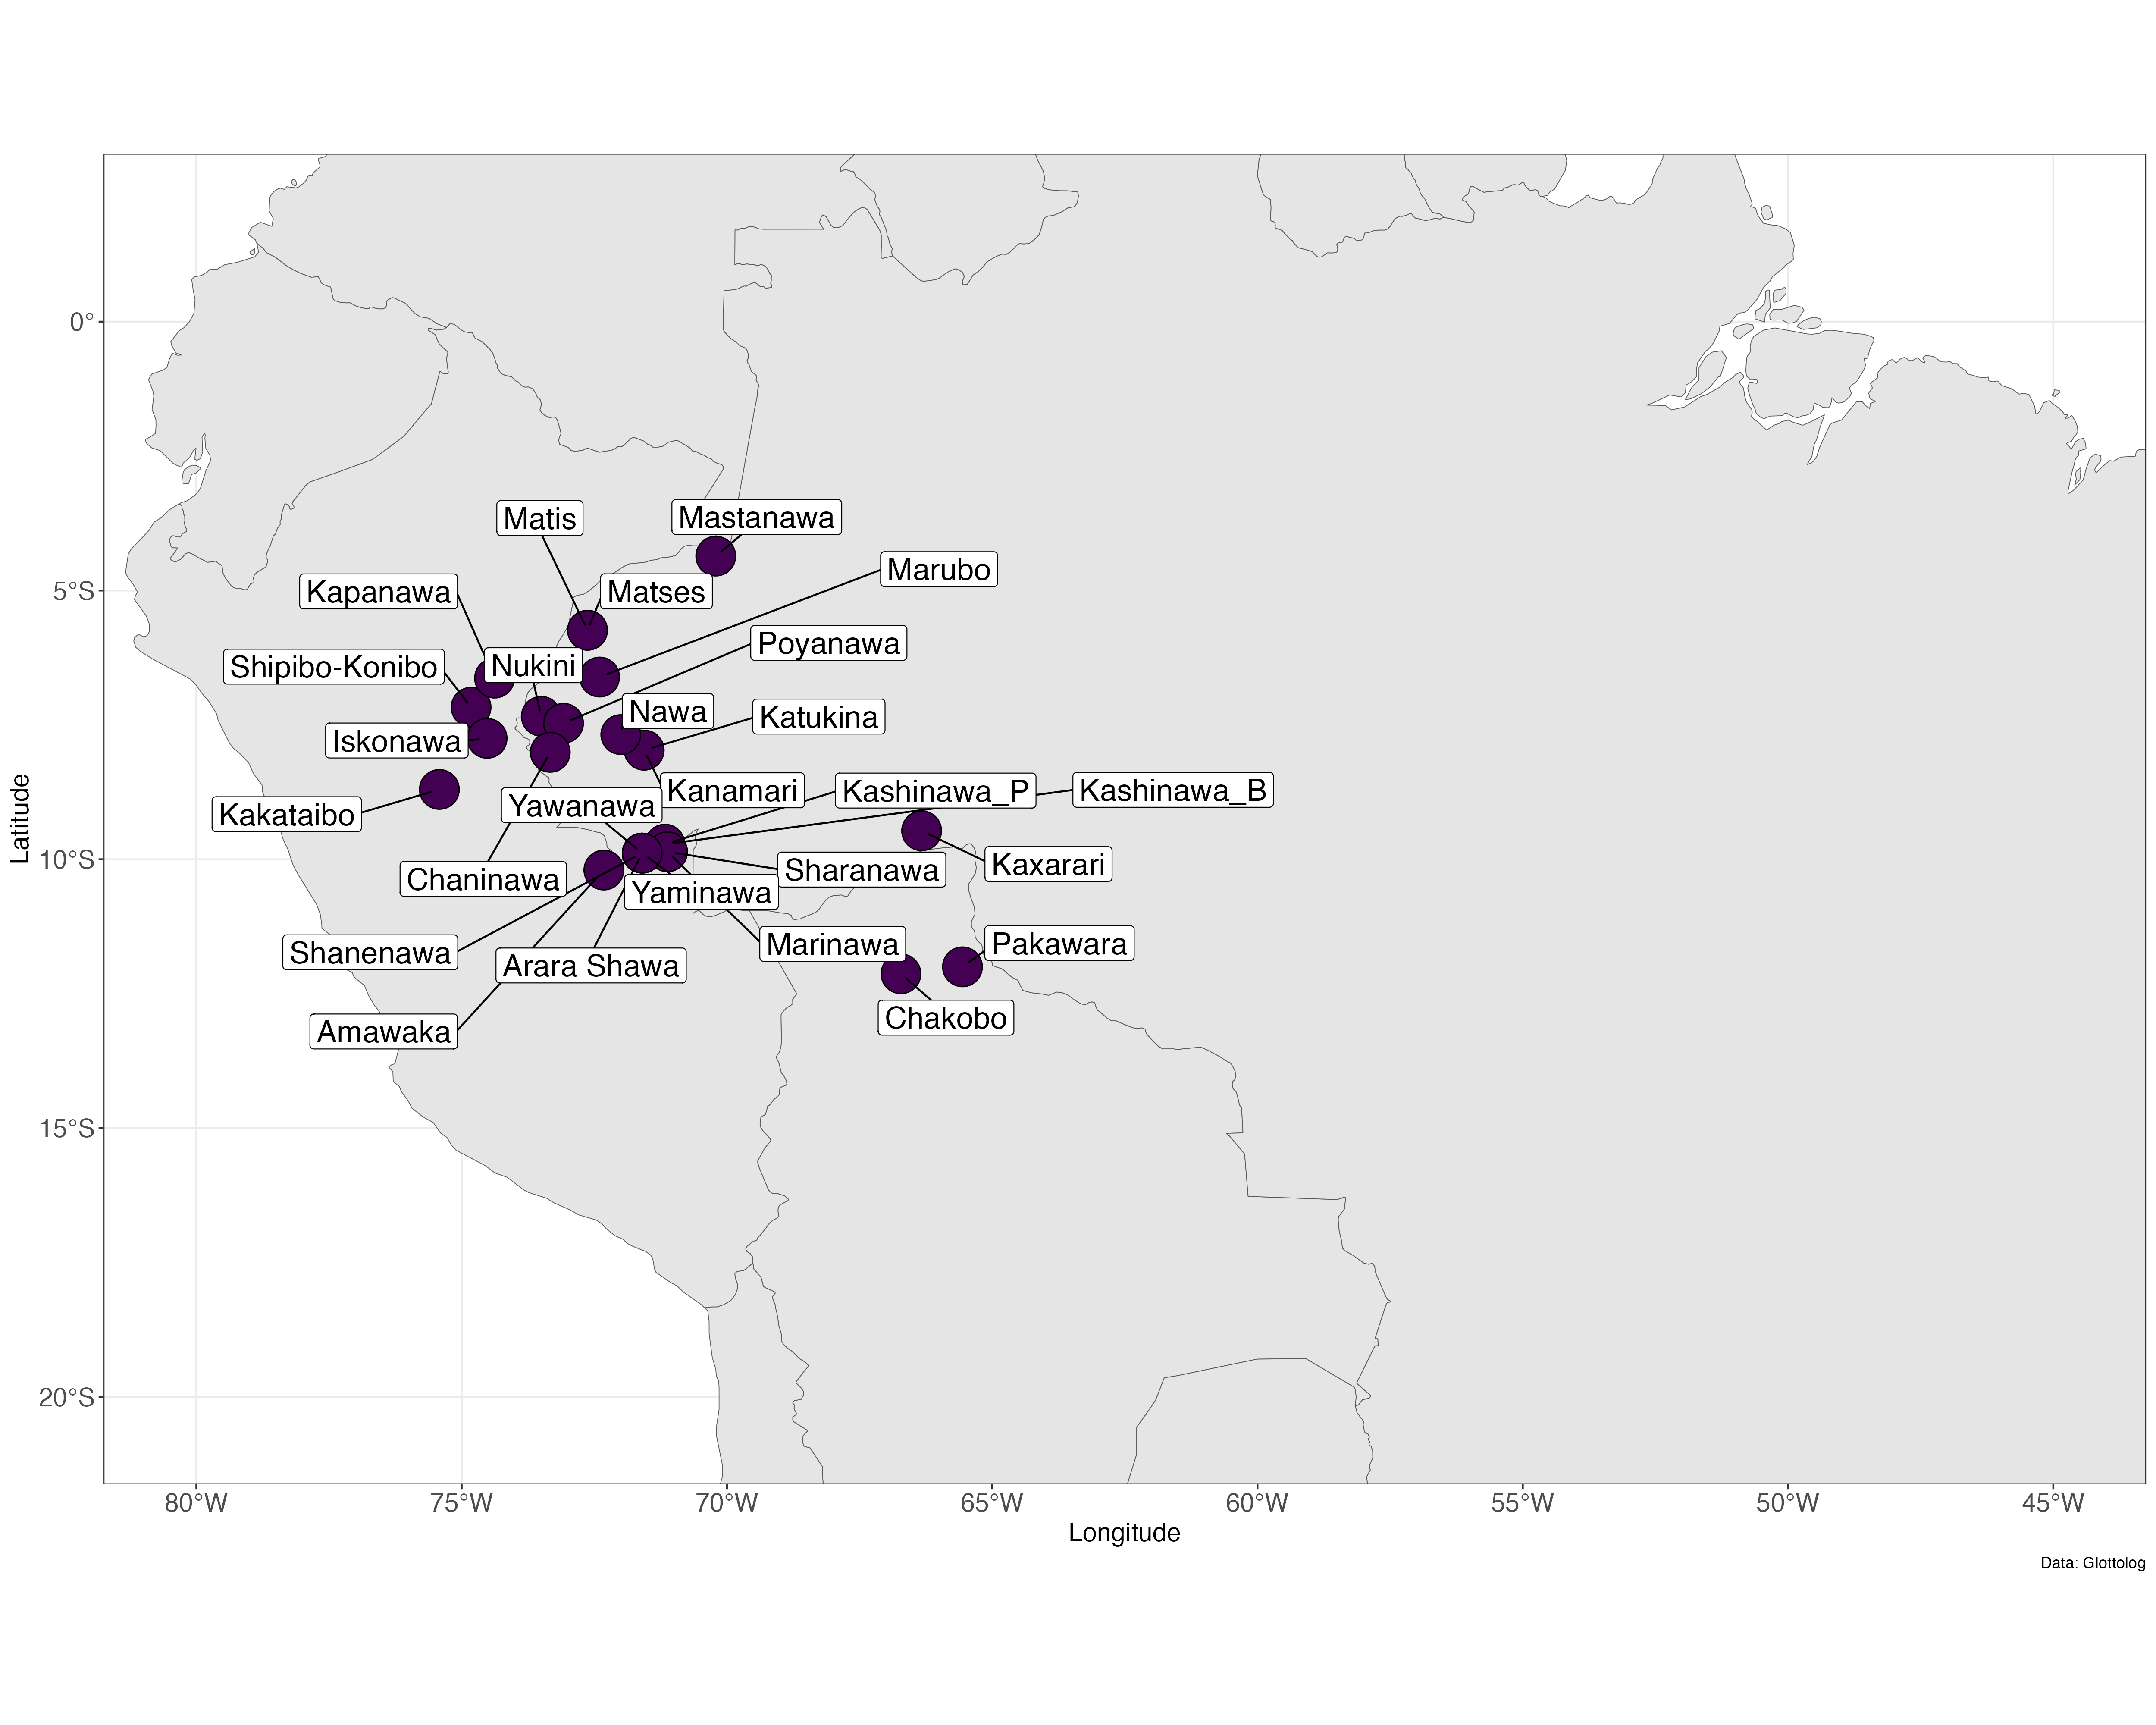 Matis
Mastanawa
Marubo
Kapanawa
Matses
Poyanawa
Shipibo-Konibo
Nukini
Nawa
Katukina
Iskonawa
Kanamari
Kashinawa_P
Kashinawa_B
Yawanawa
Kakataibo
Kaxarari
Sharanawa
Chaninawa
Yaminawa
Marinawa
Pakawara
Shanenawa
Arara Shawa
Chakobo
Amawaka
0°
5°S
10°S
15°S
20°S
Latitude
80°W
75°W
70°W
65°W
60°W
55°W
50°W
45°W
Longitude
Data: Glottolog